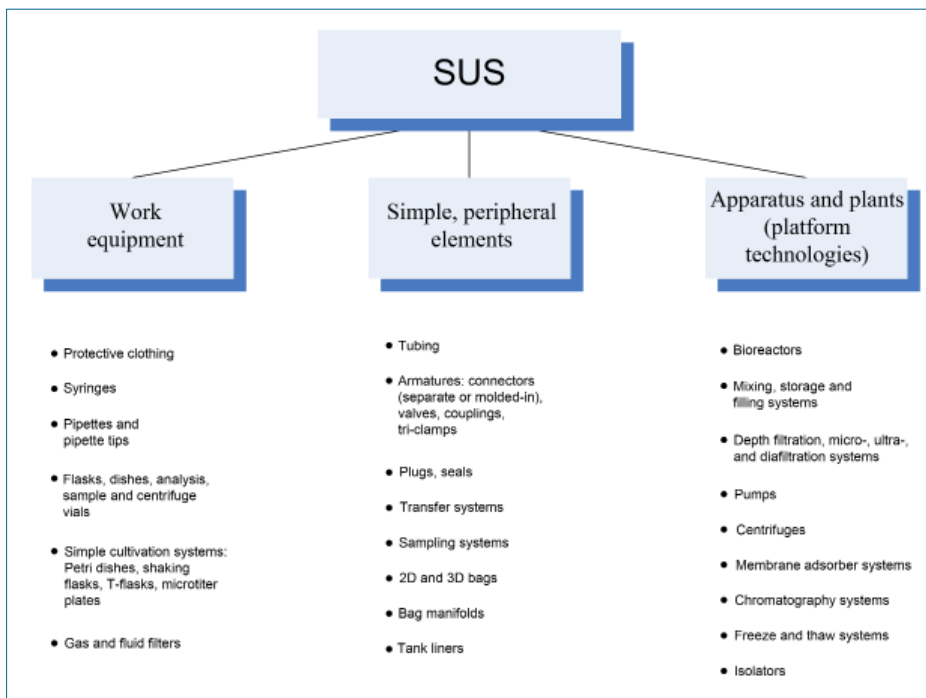 SUS
Work
equipment
Simple, peripheral
elements
Apparatus and plants
(platform
technologies)
• Protective clothing
• Syringes
• Pipettes and
pipette tips
• Flasks, dishes, analysis,
sample and centrifuge
vials
• Simple cultivation systems:
Petri dishes, shaking
flasks, T-flasks, microtiter
plates
• Gas and fluid filters
• Tubing
• Armatures: connectors
(separate or molded-in),
valves, couplings,
tri-clamps
• Plugs, seals
• Transfer systems
• Sampling systems
• 2D and 3D bags
• Bag manifolds
• Tank liners
• Bioreactors
• Mixing, storage and
filling systems
• Depth filtration, micro-, ultra-,
and diafiltration systems
• Pumps
• Centrifuges
• Membrane adsorber systems
• Chromatography systems
• Freeze and thaw systems
• Isolators